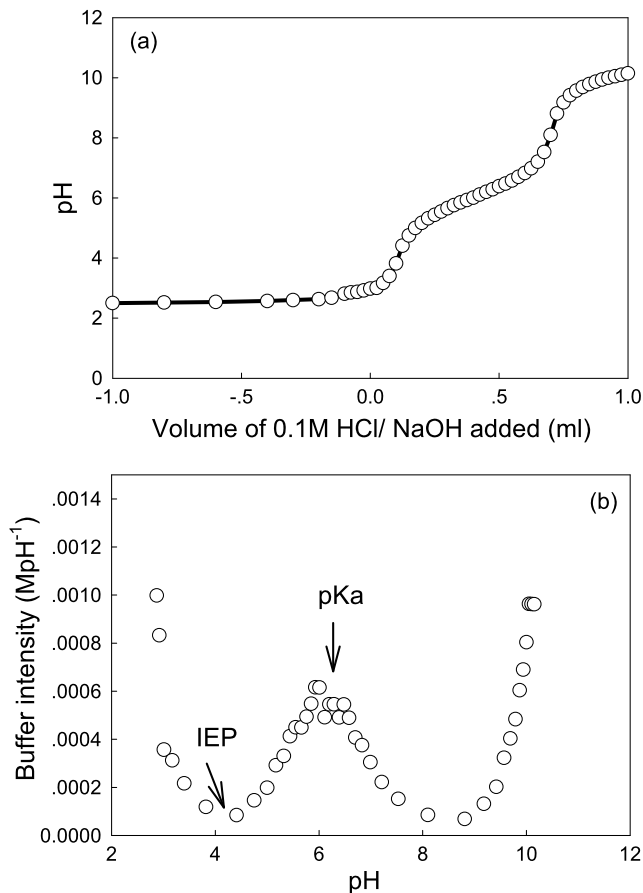 (a)
12
10
8
6
4
2
0
pH
-1.0 -.5 0.0 .5 1.0
Volume of 0.1M HCl/ NaOH added (ml)
(b)
.0014
.0012
.0010
.0008
.0006
.0004
.0002
0.0000
Buffer intensity (MpH⁻¹)
pKa
IEP
2 4 6 8 10 12
pH